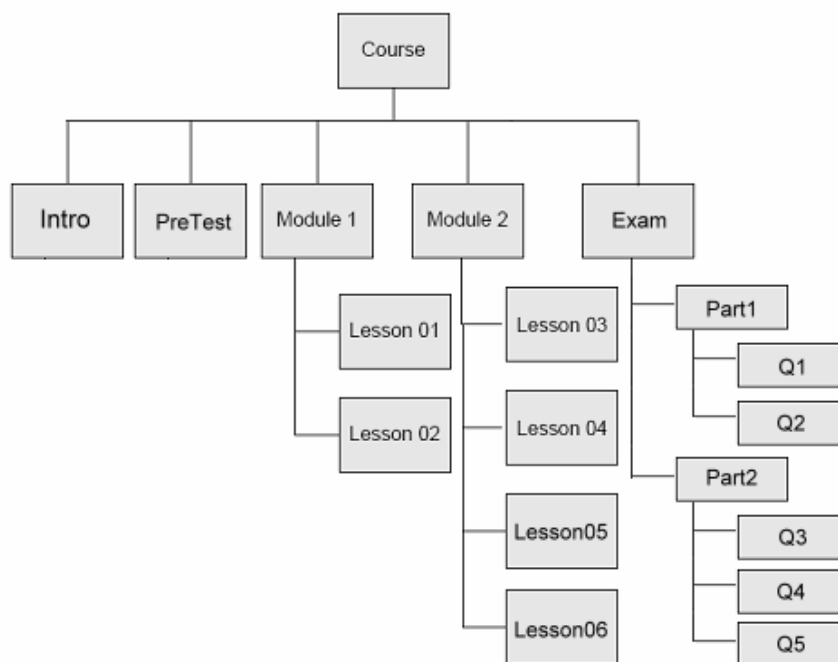 Course
Intro
PreTest
Module 1
Module 2
Exam
Lesson 01
Lesson 02
Lesson 03
Lesson 04
Lesson05
Lesson06
Part1
Q1
Q2
Part2
Q3
Q4
Q5